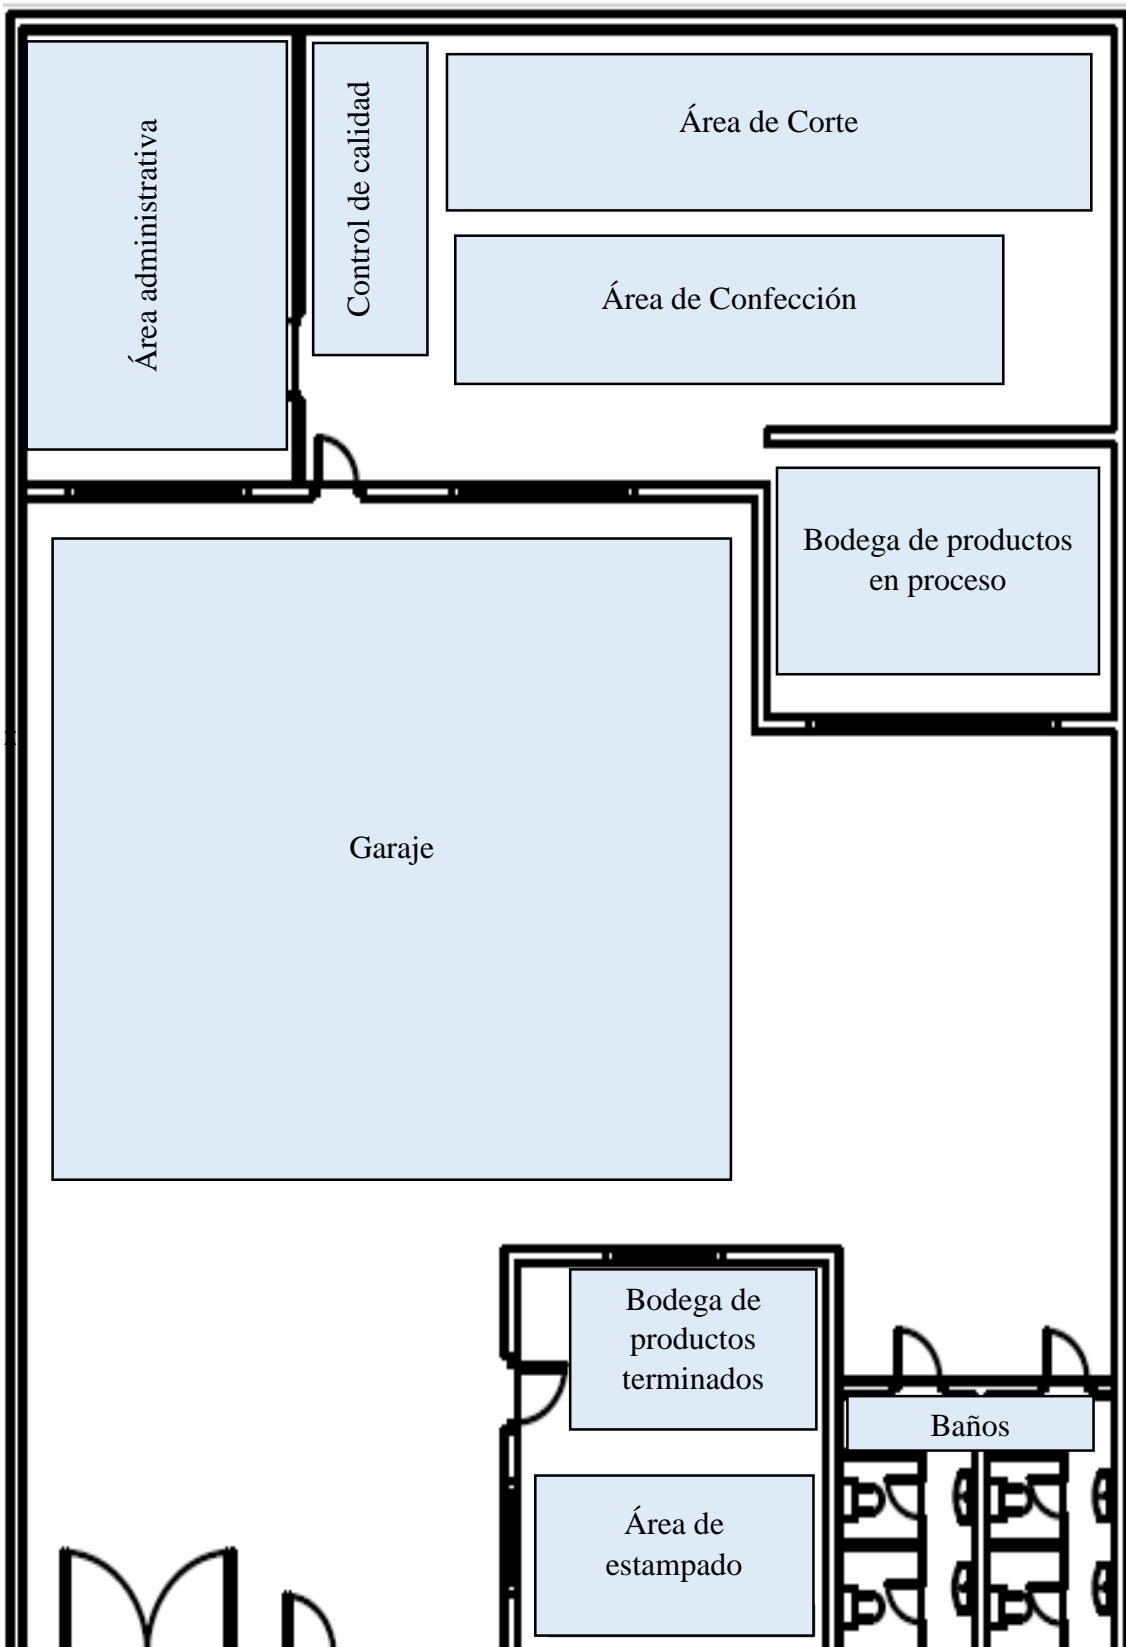 Área administrativa
Control de calidad
Área de Corte
Área de Confección
Bodega de productos
en proceso
Garaje
Bodega de
productos
terminados
Baños
Área de
estampado